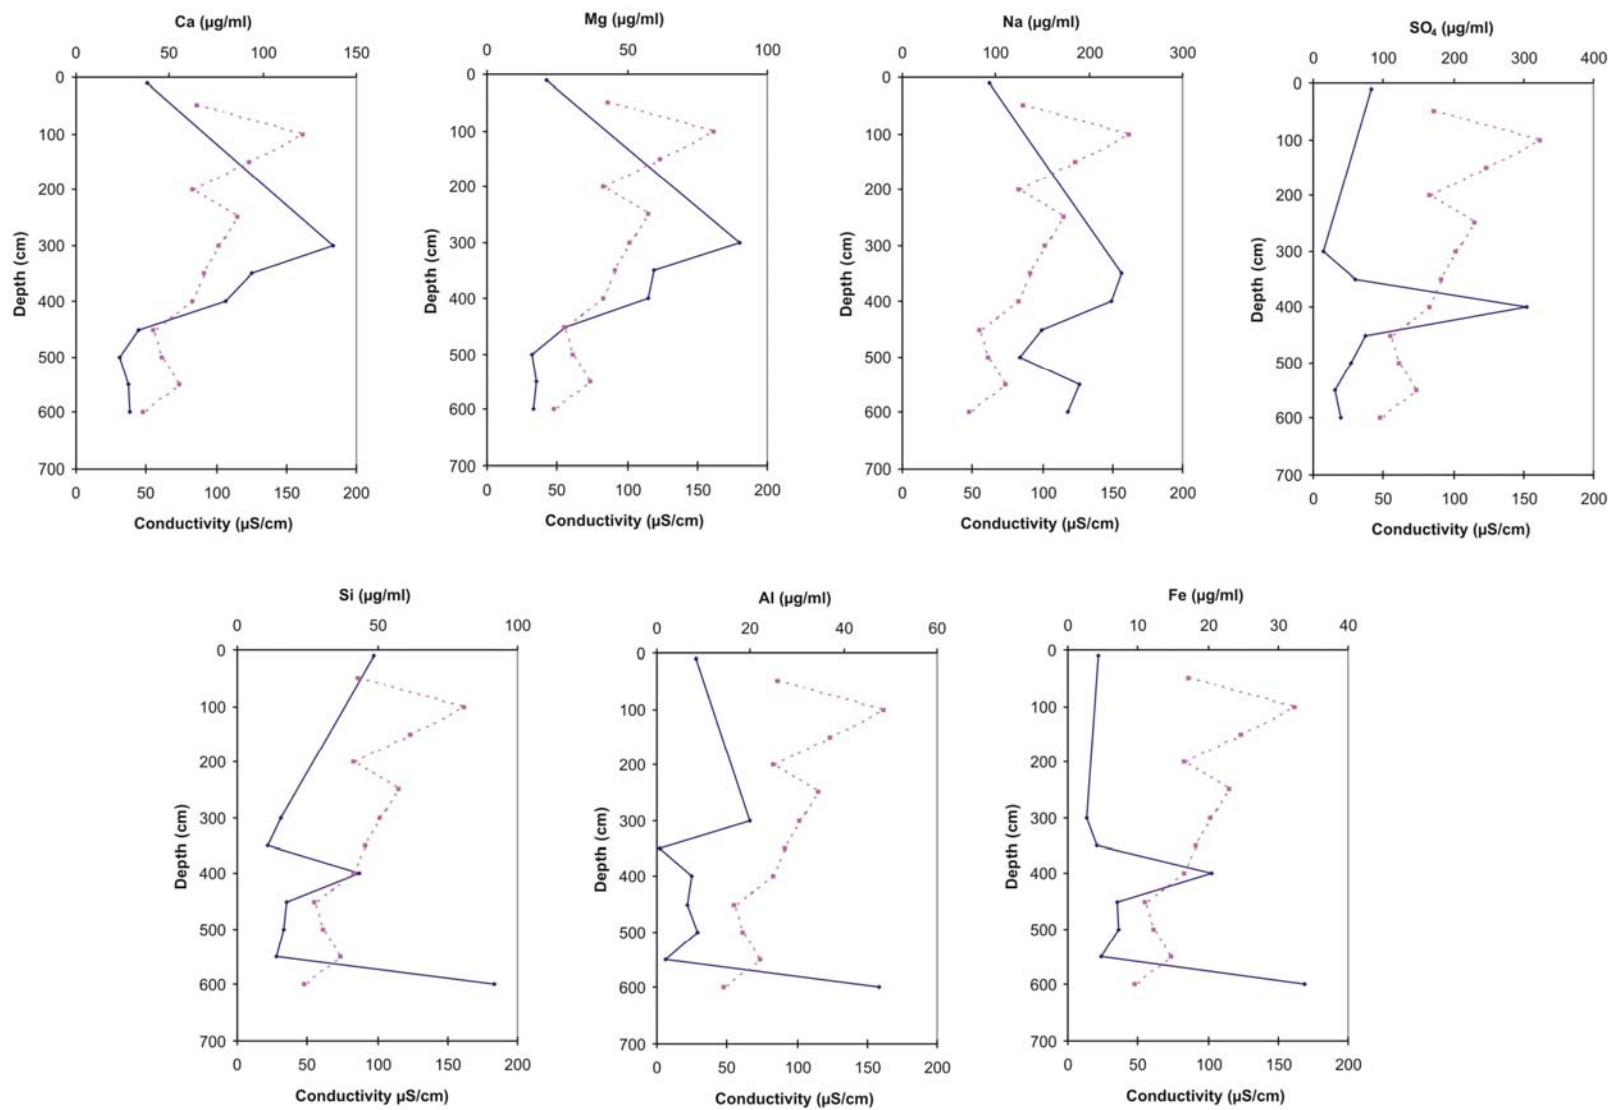 Ca (µg/ml)
0 50 100 150
0
100
200
300
400
500
600
700
Depth (cm)
0 50 100 150 200
Conductivity (µS/cm)
Mg (µg/ml)
0 50 100
0
100
200
300
400
500
600
700
Depth (cm)
0 50 100 150 200
Conductivity (µS/cm)
Na (µg/ml)
0 100 200 300
0
100
200
300
400
500
600
700
Depth (cm)
0 50 100 150 200
Conductivity (µS/cm)
SO₄ (µg/ml)
0 100 200 300 400
0
100
200
300
400
500
600
700
Depth (cm)
0 50 100 150 200
Conductivity (µS/cm)
Si (µg/ml)
0 50 100
0
100
200
300
400
500
600
700
Depth (cm)
0 50 100 150 200
Conductivity µS/cm)
Al (µg/ml)
0 20 40 60
0
100
200
300
400
500
600
700
Depth (cm)
0 50 100 150 200
Conductivity (µS/cm)
Fe (µg/ml)
0 10 20 30 40
0
100
200
300
400
500
600
700
Depth (cm)
0 50 100 150 200
Conductivity (µS/cm)